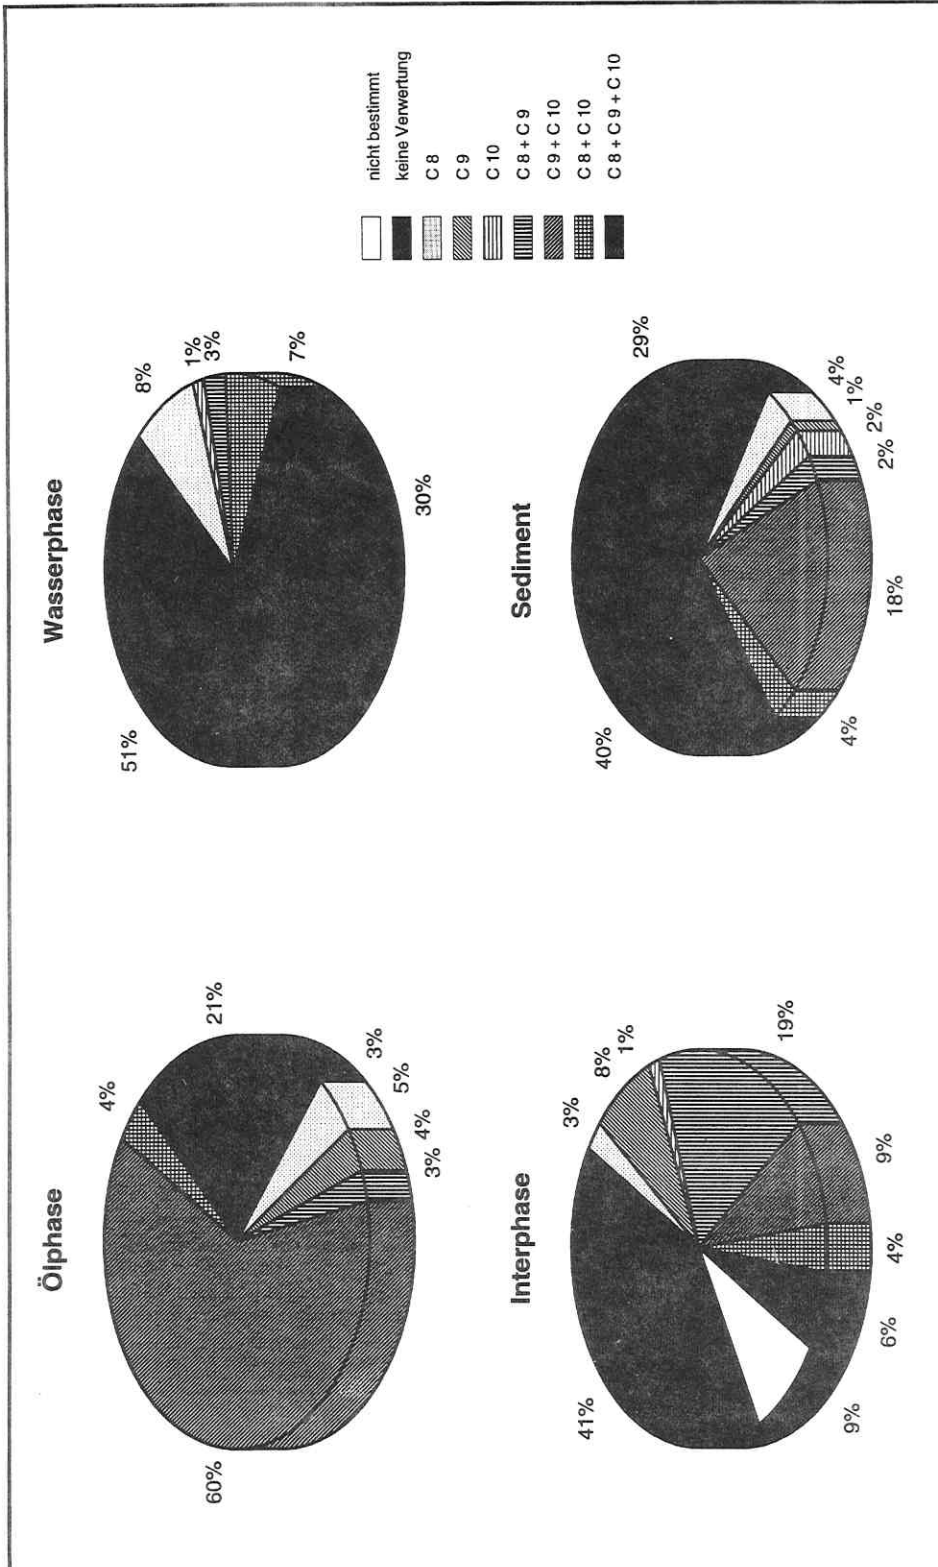 Ölphase
4%
21%
3%
5%
4%
3%
60%
Wasserphase
8%
1%
3%
7%
30%
51%
Interphase
3%
8%
1%
19%
9%
4%
6%
9%
41%
Sediment
29%
4%
1%
2%
2%
18%
4%
40%
nicht bestimmt
keine Verwertung
C 8
C 9
C 10
C 8 + C 9
C 9 + C 10
C 8 + C 10
C 8 + C 9 + C 10